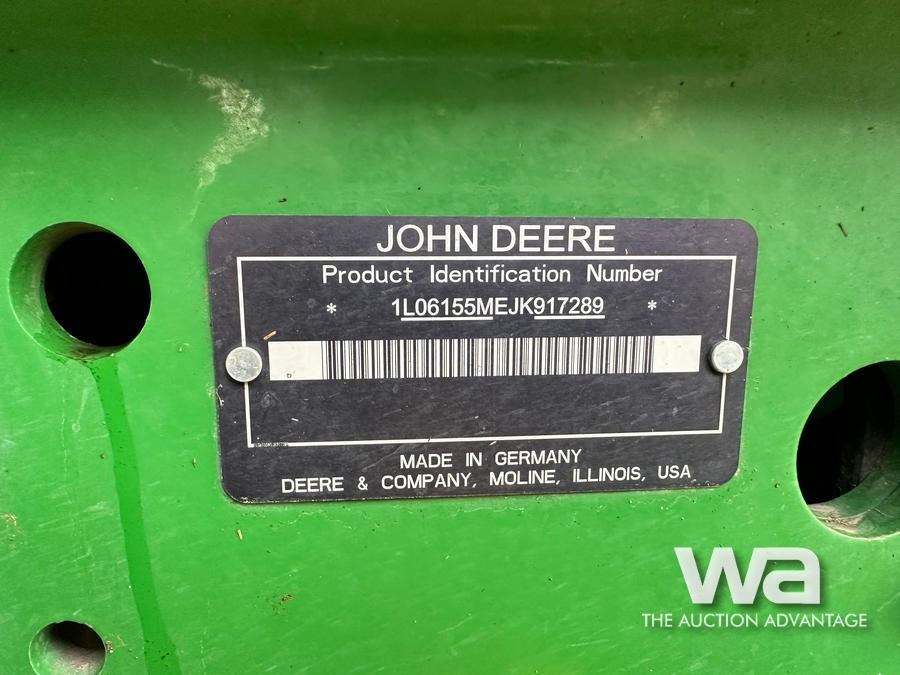 JOHN DEERE
Product Identification Number
* 1L06155MEJK917289 *
MADE IN GERMANY
DEERE & COMPANY, MOLINE, ILLINOIS, USA
wa
THE AUCTION ADVANTAGE